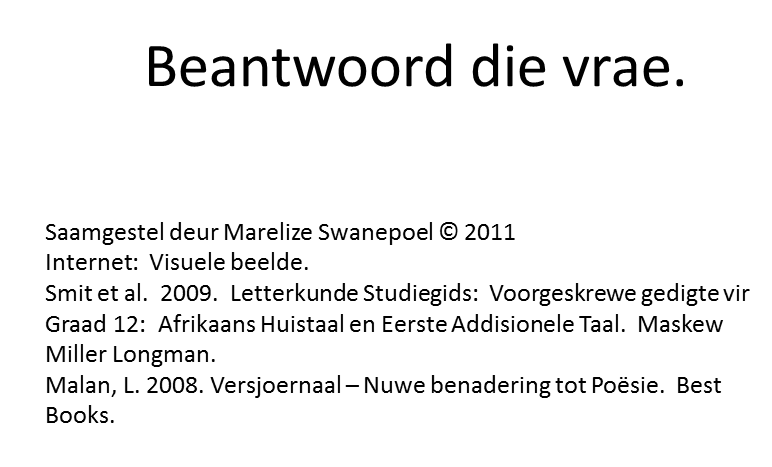 Beantwoord die vrae.
Saamgestel deur Marelize Swanepoel © 2011
Internet:  Visuele beelde.
Smit et al.  2009.  Letterkunde Studiegids:  Voorgeskrewe gedigte vir
Graad 12:  Afrikaans Huistaal en Eerste Addisionele Taal.  Maskew
Miller Longman.
Malan, L. 2008. Versjoernaal – Nuwe benadering tot Poësie.  Best
Books.